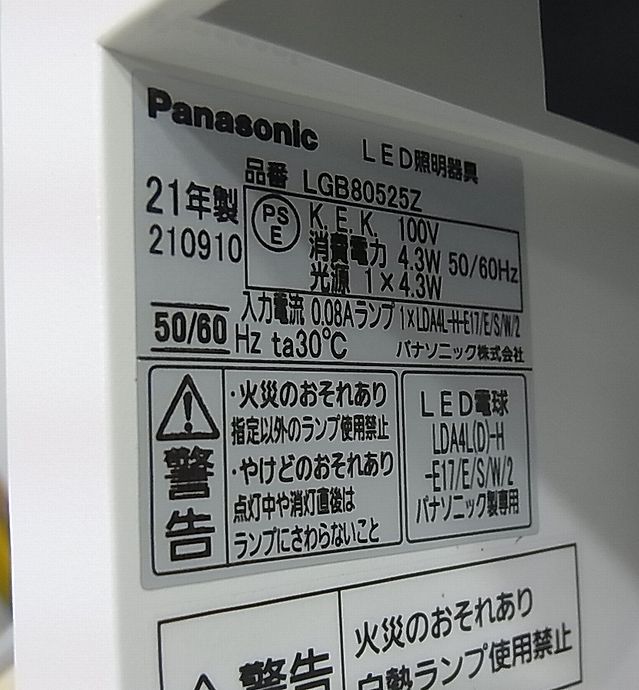 Panasonic LED照明器具
品番 LGB80525Z
21年製
210910
PS
E
K.E.K. 100V
消費電力 4.3W 50/60Hz
光源 1×4.3W
50/60 Hz
入力電流 0.08A ランプ 1×LDA4L-H-E17/E/S/W/2
ta30℃ パナソニック株式会社
警告
・火災のおそれあり
指定以外のランプ使用禁止
・やけどのおそれあり
点灯中や消灯直後は
ランプにさわらないこと
LED電球
LDA4L(D)-H
-E17/E/S/W/2
パナソニック製専用
警告
火災のおそれあり
白熱ランプ使用禁止